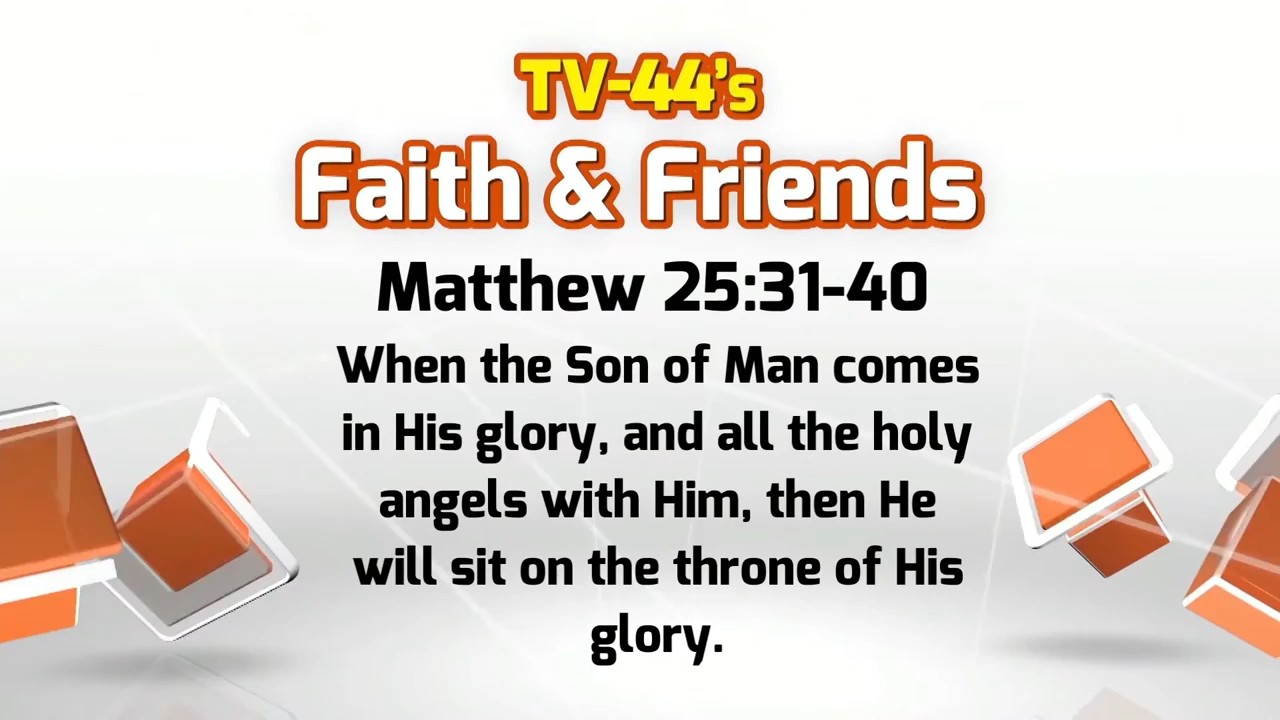 TV-44's
Faith & Friends
Matthew 25:31-40
When the Son of Man comes
in His glory, and all the holy
angels with Him, then He
will sit on the throne of His
glory.